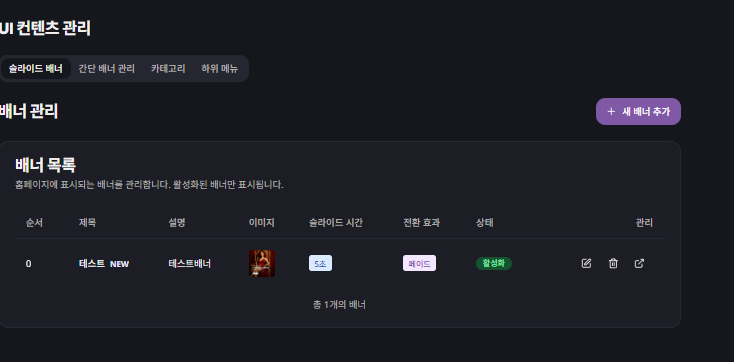 UI 컨텐츠 관리
슬라이드 배너 간단 배너 관리 카테고리 하위 메뉴
배너 관리
+ 새 배너 추가
배너 목록
홈페이지에 표시되는 배너를 관리합니다. 활성화된 배너만 표시됩니다.
순서 제목 설명 이미지 슬라이드 시간 전환 효과 상태 관리
0 테스트 NEW 테스트배너 5초 페이드 활성화
총 1개의 배너